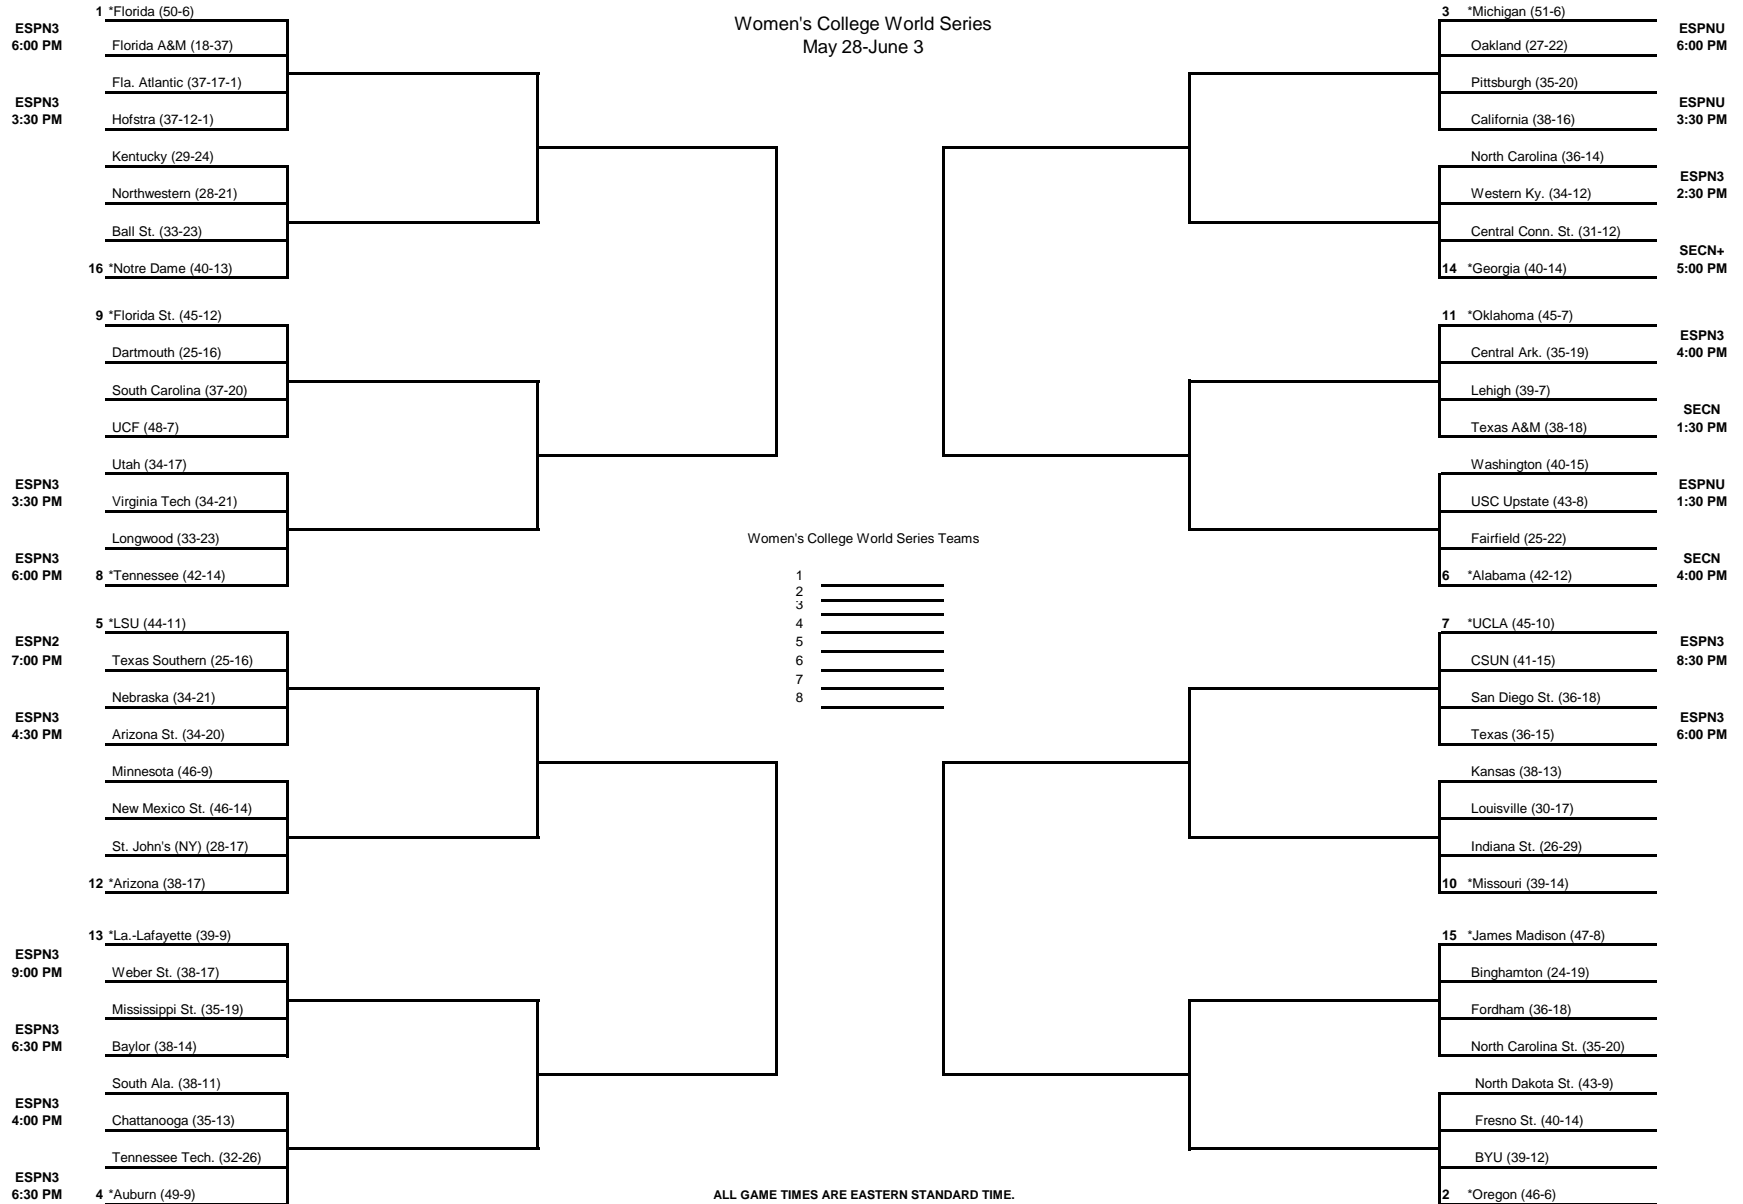 Women's College World Series
May 28-June 3
1 *Florida (50-6)
ESPN3
6:00 PM
Florida A&M (18-37)
Fla. Atlantic (37-17-1)
ESPN3
3:30 PM
Hofstra (37-12-1)
Kentucky (29-24)
Northwestern (28-21)
Ball St. (33-23)
16 *Notre Dame (40-13)
9 *Florida St. (45-12)
Dartmouth (25-16)
South Carolina (37-20)
UCF (48-7)
Utah (34-17)
ESPN3
3:30 PM
Virginia Tech (34-21)
Longwood (33-23)
ESPN3
6:00 PM
8 *Tennessee (42-14)
5 *LSU (44-11)
ESPN2
7:00 PM
Texas Southern (25-16)
Nebraska (34-21)
ESPN3
4:30 PM
Arizona St. (34-20)
Minnesota (46-9)
New Mexico St. (46-14)
St. John's (NY) (28-17)
12 *Arizona (38-17)
13 *La.-Lafayette (39-9)
ESPN3
9:00 PM
Weber St. (38-17)
Mississippi St. (35-19)
ESPN3
6:30 PM
Baylor (38-14)
South Ala. (38-11)
ESPN3
4:00 PM
Chattanooga (35-13)
Tennessee Tech. (32-26)
ESPN3
6:30 PM
4 *Auburn (49-9)
Women's College World Series Teams
1
2
3
4
5
6
7
8
ALL GAME TIMES ARE EASTERN STANDARD TIME.
3 *Michigan (51-6)
ESPNU
6:00 PM
Oakland (27-22)
Pittsburgh (35-20)
ESPNU
3:30 PM
California (38-16)
North Carolina (36-14)
ESPN3
2:30 PM
Western Ky. (34-12)
Central Conn. St. (31-12)
SECN+
5:00 PM
14 *Georgia (40-14)
11 *Oklahoma (45-7)
ESPN3
4:00 PM
Central Ark. (35-19)
Lehigh (39-7)
SECN
1:30 PM
Texas A&M (38-18)
Washington (40-15)
ESPNU
1:30 PM
USC Upstate (43-8)
Fairfield (25-22)
SECN
4:00 PM
6 *Alabama (42-12)
7 *UCLA (45-10)
ESPN3
8:30 PM
CSUN (41-15)
San Diego St. (36-18)
ESPN3
6:00 PM
Texas (36-15)
Kansas (38-13)
Louisville (30-17)
Indiana St. (26-29)
10 *Missouri (39-14)
15 *James Madison (47-8)
Binghamton (24-19)
Fordham (36-18)
North Carolina St. (35-20)
North Dakota St. (43-9)
Fresno St. (40-14)
BYU (39-12)
2 *Oregon (46-6)